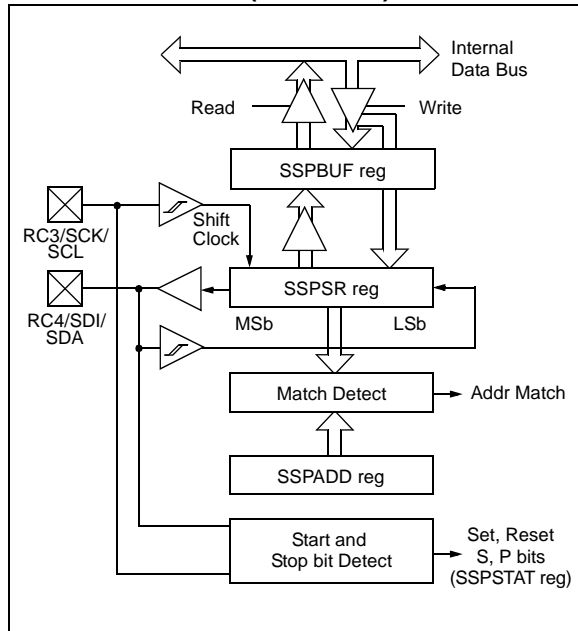 Internal
Data Bus
Read
Write
SSPBUF reg
RC3/SCK/
SCL
Shift
Clock
SSPSR reg
RC4/SDI/
SDA
MSb
LSb
Match Detect
Addr Match
SSPADD reg
Start and
Stop bit Detect
Set, Reset
S, P bits
(SSPSTAT reg)